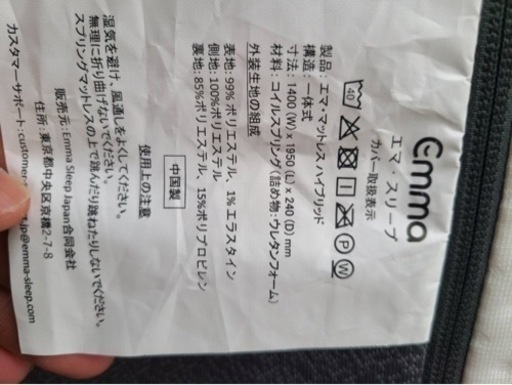 emma
エマ・スリープ
カバー取扱表示
40 P W
製品：エマ・マットレス ハイブリッド
構造：一体式
寸法：1400 (W) x 1950 (L) x 240 (D) mm
材料：コイルスプリング（詰め物：ウレタンフォーム）
外装生地の組成
表地：99% ポリエステル, 1% エラスタイン
側地：100%ポリエステル
裏地：85%ポリエステル, 15%ポリプロピレン
中国製
使用上の注意
湿気を避け、風通しをよくしてください。
無理に折り曲げないでください。
スプリングマットレスの上で跳んだり跳ねたりしないでください。
販売元：Emma Sleep Japan合同会社
住所：東京都中央区京橋2-7-8
カスタマーサポート：customer jp@emma-sleep.com